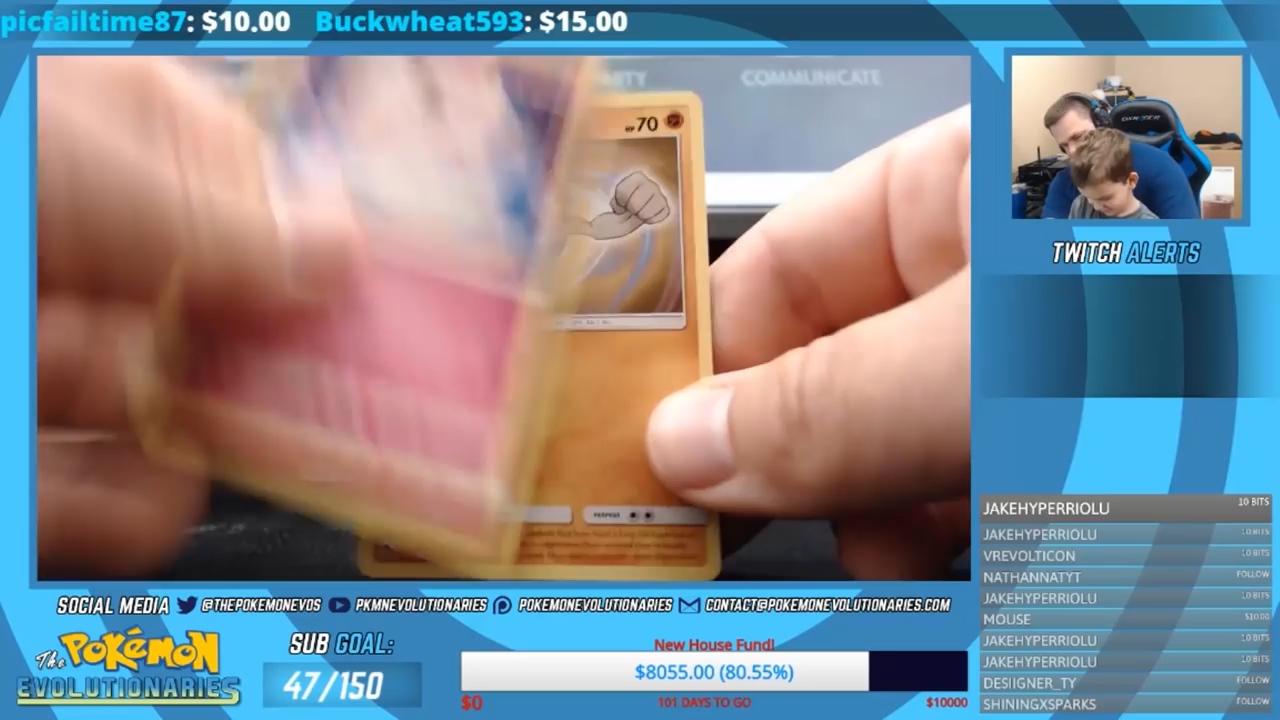 picfailtime87: $10.00 Buckwheat593: $15.00
COMMUNICATE
HP 70
OXNISTER
TWITCH ALERTS
JAKEHYPERRIOLU 10 BITS
JAKEHYPERRIOLU 10 BITS
VREVOLTICON 10 BITS
NATHANNATYT FOLLOW
JAKEHYPERRIOLU 10 BITS
MOUSE $10.00
JAKEHYPERRIOLU 10 BITS
JAKEHYPERRIOLU 10 BITS
DESIIGNER_TY FOLLOW
SHININGXSPARKS FOLLOW
SOCIAL MEDIA @THEPOKEMONEVOS PKMNEVOLUTIONARIES POKEMONEVOLUTIONARIES CONTACT@POKEMONEVOLUTIONARIES.COM
The Pokémon
EVOLUTIONARIES
SUB GOAL:
47/150
New House Fund!
$8055.00 (80.55%)
$0 101 DAYS TO GO $10000